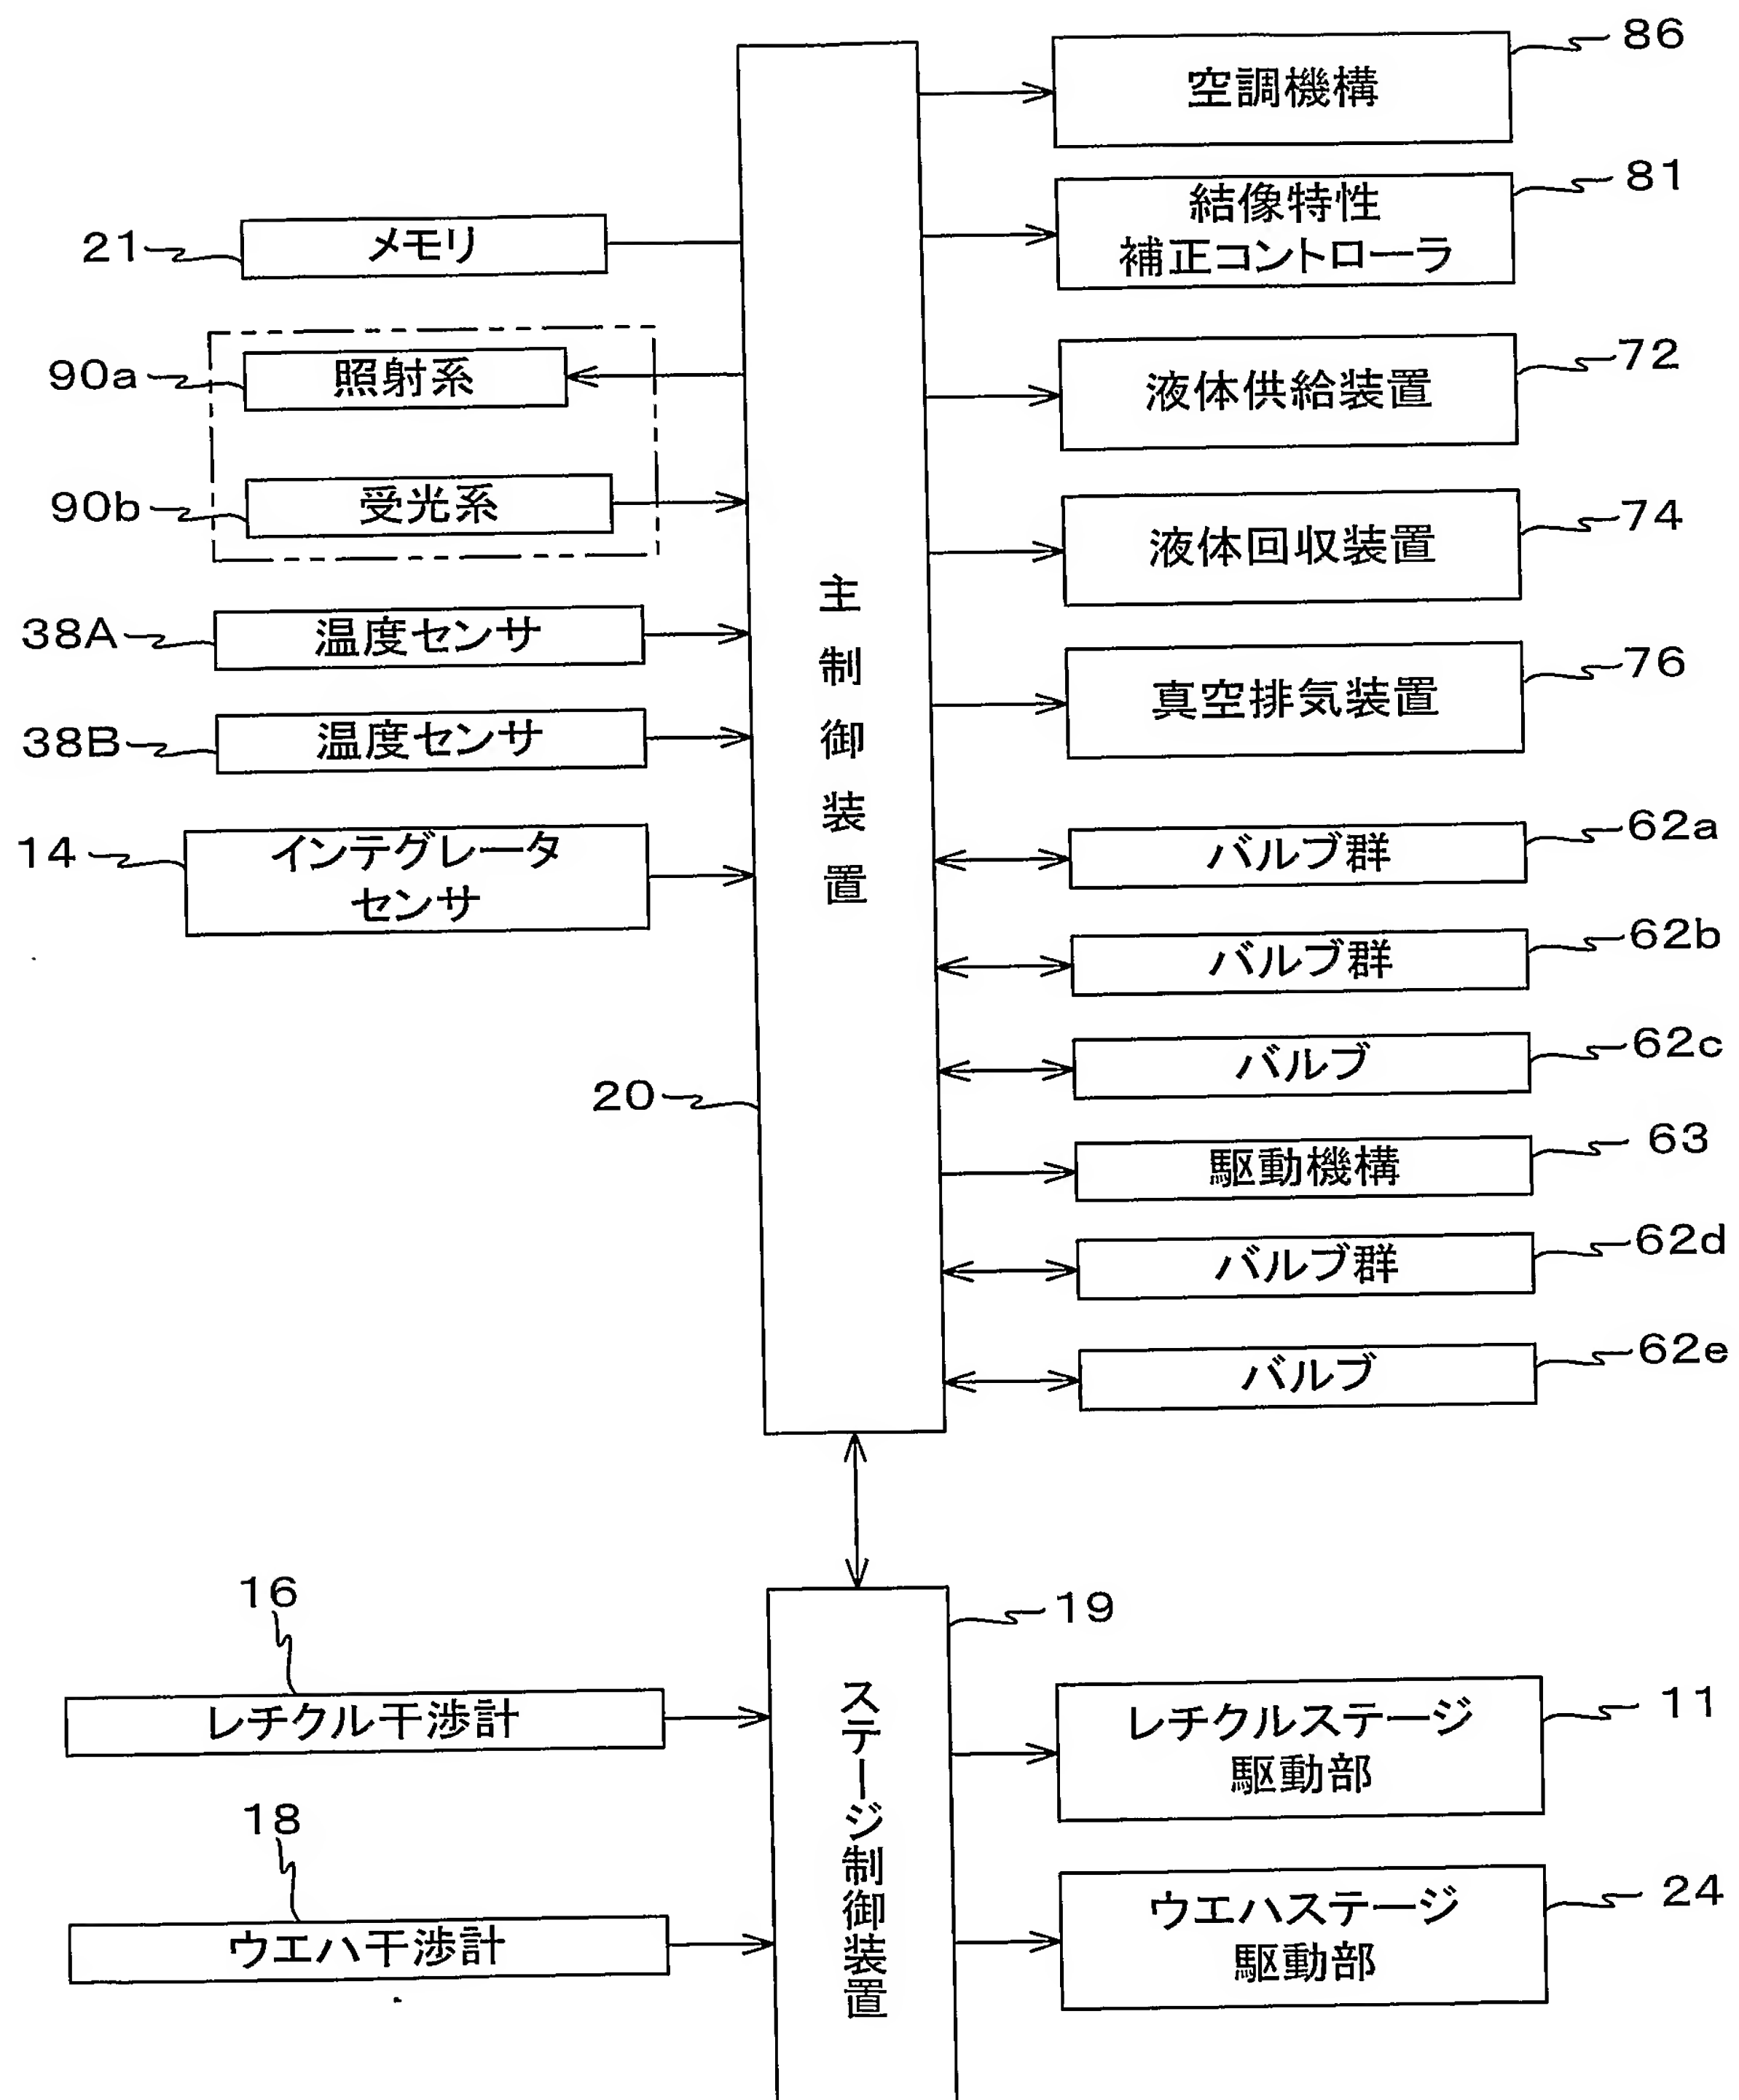 86
空調機構
81
結像特性
補正コントローラ
21
メモリ
90a
照射系
72
液体供給装置
90b
受光系
74
液体回収装置
38A
温度センサ
76
真空排気装置
38B
温度センサ
14
インテグレータ
センサ
主制御装置
20
62a
バルブ群
62b
バルブ群
62c
バルブ
63
駆動機構
62d
バルブ群
62e
バルブ
16
レチクル干渉計
19
ステージ制御装置
11
レチクルステージ
駆動部
18
ウエハ干渉計
24
ウエハステージ
駆動部